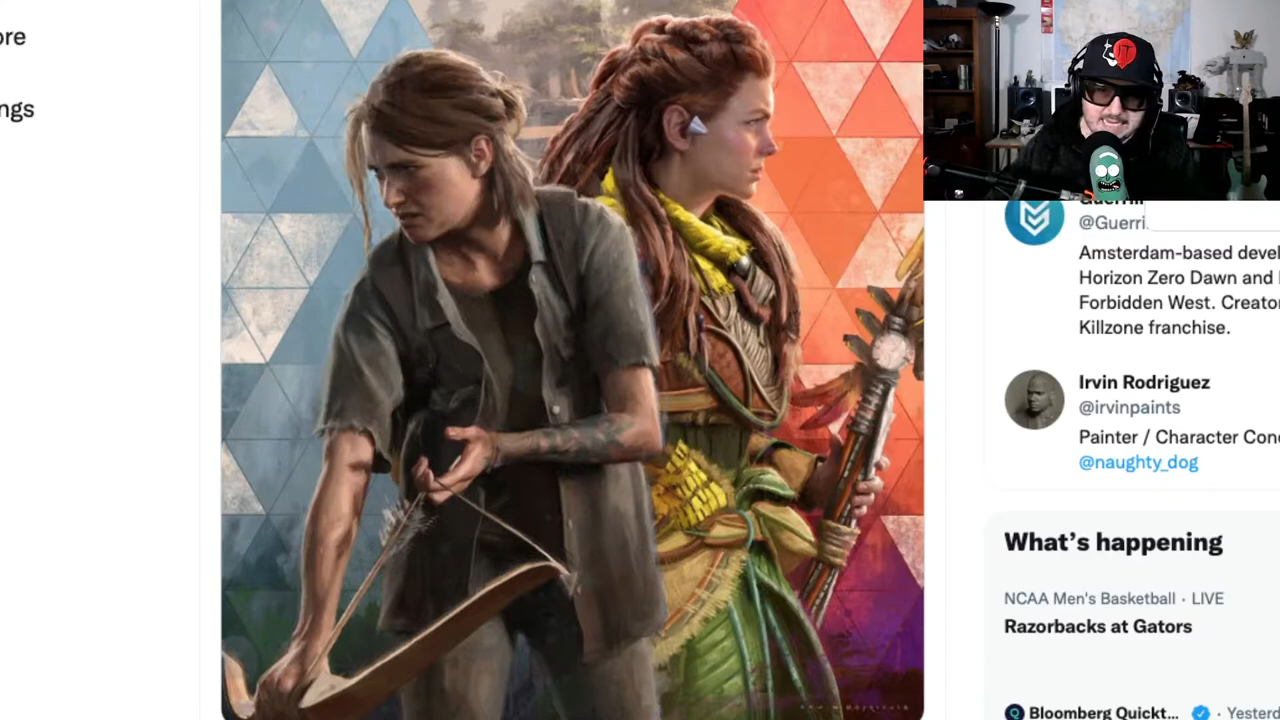 ore
ngs
@Guerri
Amsterdam-based devel
Horizon Zero Dawn and
Forbidden West. Creator
Killzone franchise.
Irvin Rodriguez
@irvinpaints
Painter / Character Con
@naughty_dog
What's happening
NCAA Men's Basketball · LIVE
Razorbacks at Gators
Bloomberg Quickt... · Yesterd